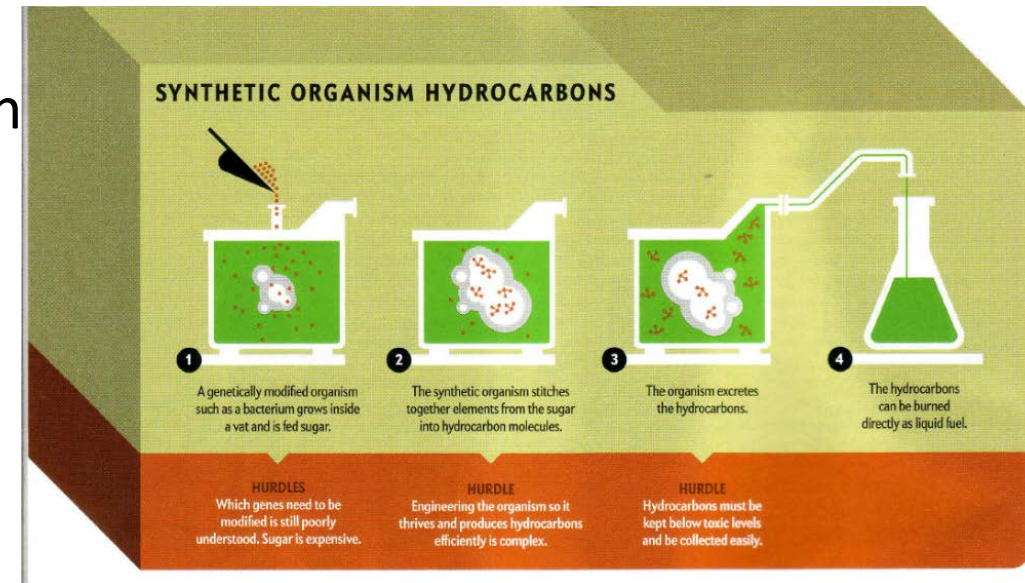 n
SYNTHETIC ORGANISM HYDROCARBONS
1
A genetically modified organism
such as a bacterium grows inside
a vat and is fed sugar.
2
The synthetic organism stitches
together elements from the sugar
into hydrocarbon molecules.
3
The organism excretes
the hydrocarbons.
4
The hydrocarbons
can be burned
directly as liquid fuel.
HURDLES
Which genes need to be
modified is still poorly
understood. Sugar is expensive.
HURDLE
Engineering the organism so it
thrives and produces hydrocarbons
efficiently is complex.
HURDLE
Hydrocarbons must be
kept below toxic levels
and be collected easily.